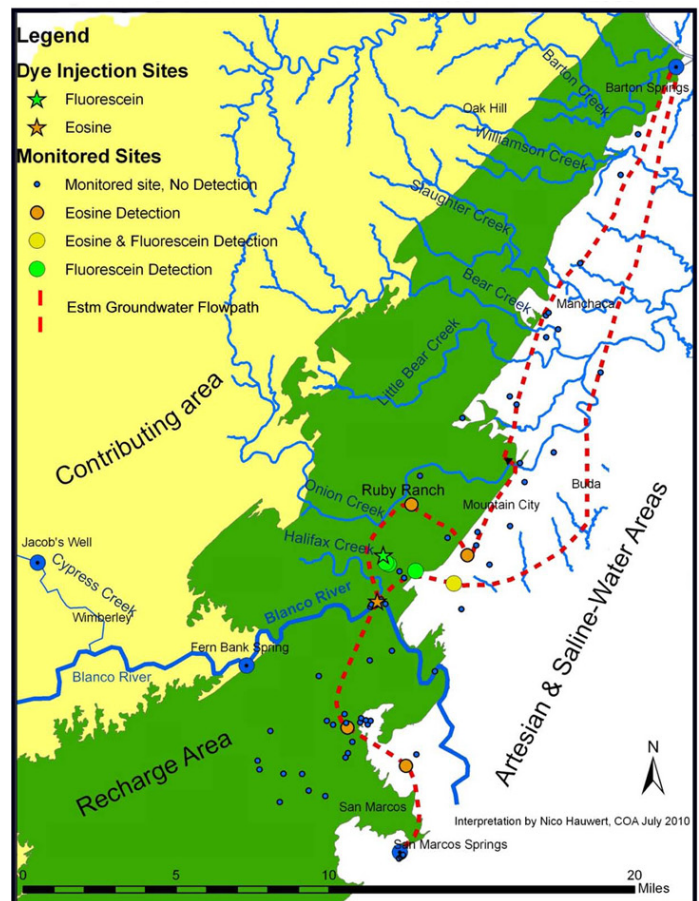 Legend
Dye Injection Sites
Fluorescein
Eosine
Monitored Sites
Monitored site, No Detection
Eosine Detection
Eosine & Fluorescein Detection
Fluorescein Detection
Estm Groundwater Flowpath
Barton Creek
Barton Springs
Oak Hill
Williamson Creek
Slaughter Creek
Bear Creek
Manchaca
Little Bear Creek
Contributing area
Onion Creek
Ruby Ranch
Mountain City
Buda
Halifax Creek
Jacob's Well
Cypress Creek
Wimberley
Blanco River
Fern Bank Spring
Blanco River
Artesian & Saline-Water Areas
Recharge Area
N
San Marcos
Interpretation by Nico Hauwert, COA July 2010
San Marcos Springs
0 5 10 20
Miles